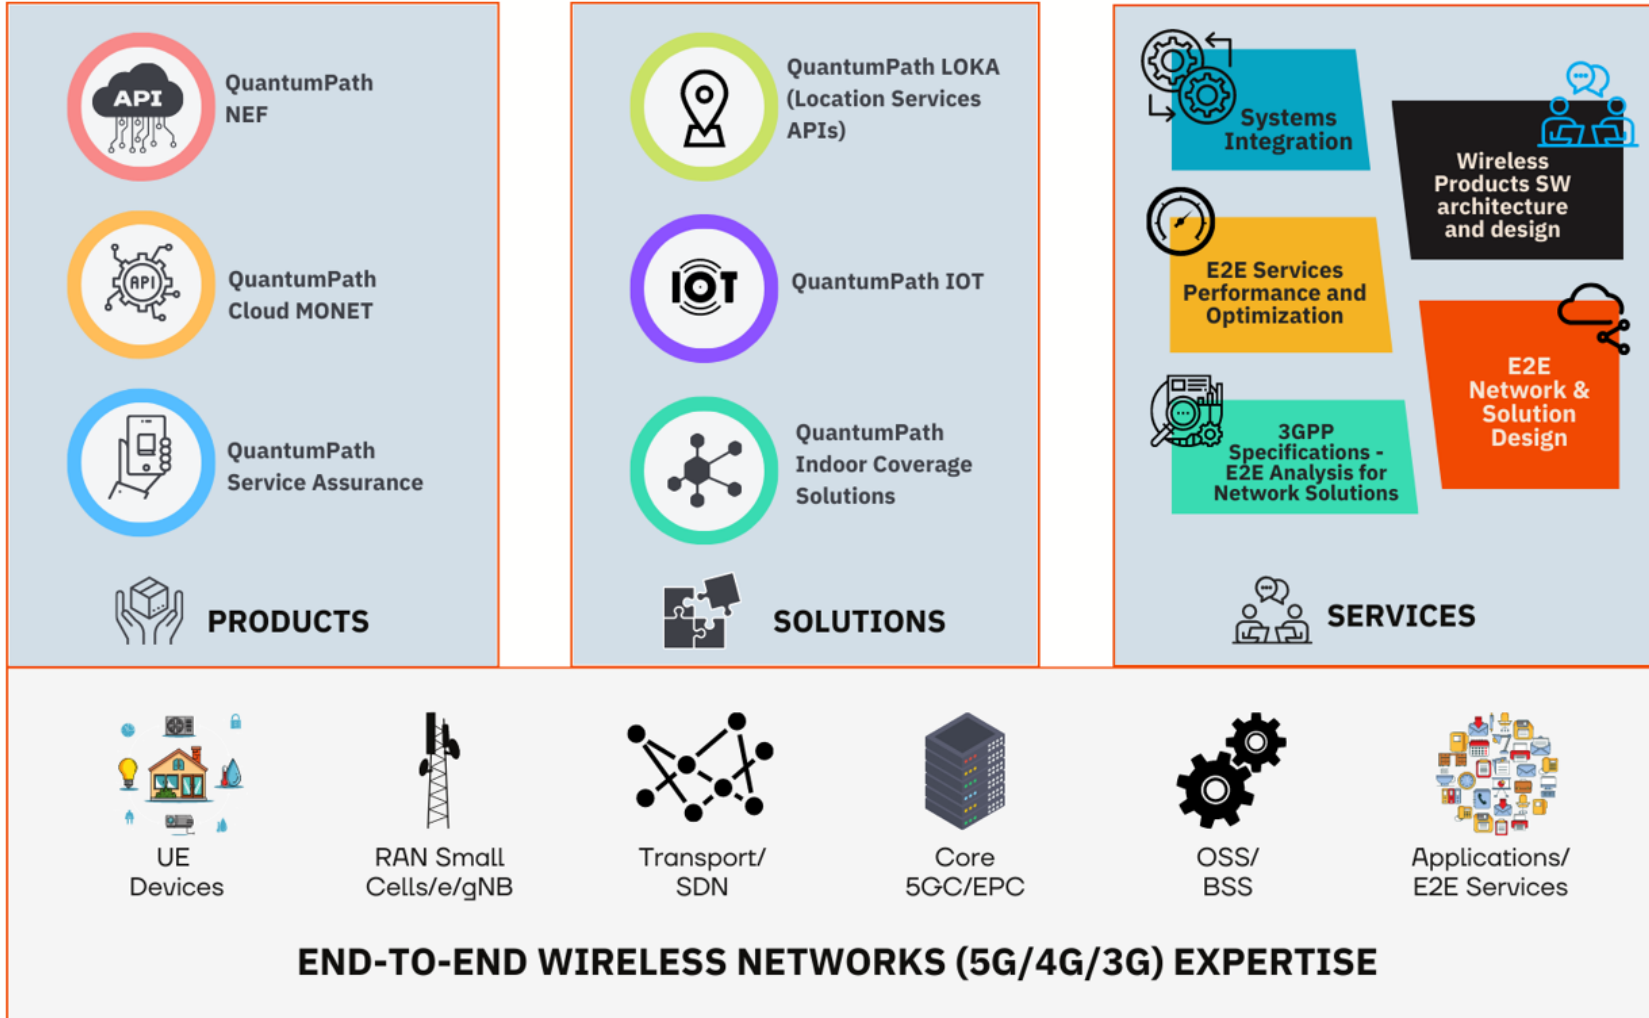 API
QuantumPath
NEF
API
QuantumPath
Cloud MONET
QuantumPath
Service Assurance
PRODUCTS
QuantumPath LOKA
(Location Services
APIs)
IOT
QuantumPath IOT
QuantumPath
Indoor Coverage
Solutions
SOLUTIONS
Systems
Integration
Wireless
Products SW
architecture
and design
E2E Services
Performance and
Optimization
E2E
Network &
Solution
Design
3GPP
Specifications -
E2E Analysis for
Network Solutions
SERVICES
UE
Devices
RAN Small
Cells/e/gNB
Transport/
SDN
Core
5GC/EPC
OSS/
BSS
Applications/
E2E Services
END-TO-END WIRELESS NETWORKS (5G/4G/3G) EXPERTISE